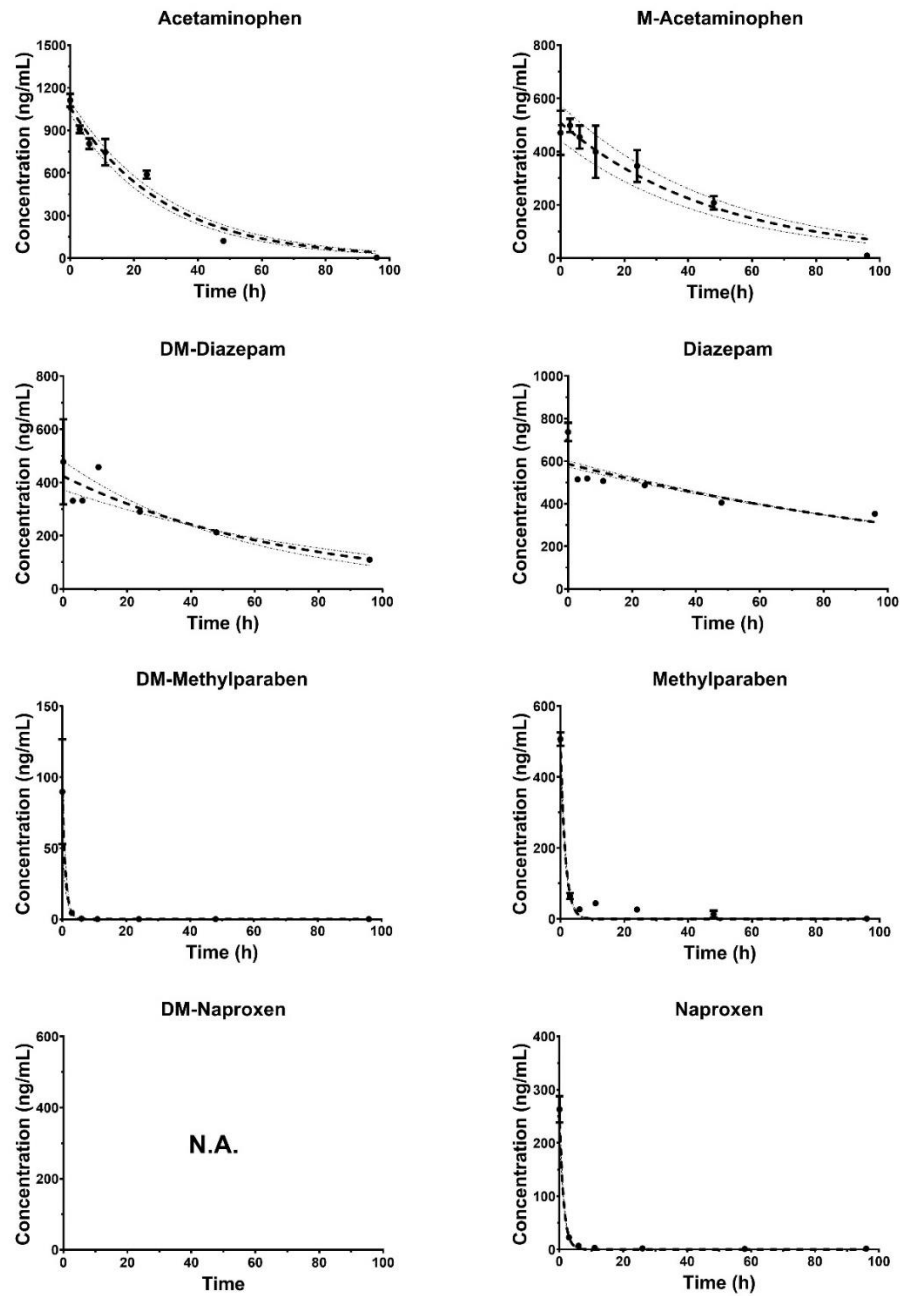 Acetaminophen
Concentration (ng/mL)
1500
1200
900
600
300
0
0 20 40 60 80 100
Time (h)
M-Acetaminophen
Concentration (ng/mL)
800
600
400
200
0
0 20 40 60 80 100
Time(h)
DM-Diazepam
Concentration (ng/mL)
800
600
400
200
0
0 20 40 60 80 100
Time (h)
Diazepam
Concentration (ng/mL)
1000
800
600
400
200
0
0 20 40 60 80 100
Time (h)
DM-Methylparaben
Concentration (ng/mL)
150
100
50
0
0 20 40 60 80 100
Time (h)
Methylparaben
Concentration (ng/mL)
600
400
200
0
0 20 40 60 80 100
Time (h)
DM-Naproxen
Concentration (ng/mL)
600
400
200
0
N.A.
0 20 40 60 80 100
Time
Naproxen
Concentration (ng/mL)
400
300
200
100
0
0 20 40 60 80 100
Time (h)